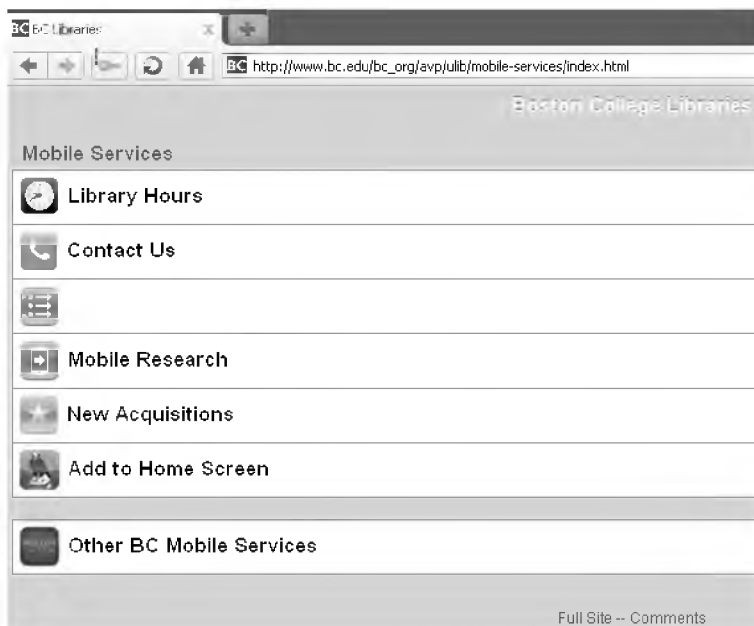 BC BC Libraries
BC http://www.bc.edu/bc_org/avp/ulib/mobile-services/index.html
Boston College Libraries
Mobile Services
Library Hours
Contact Us
Mobile Research
New Acquisitions
Add to Home Screen
Other BC Mobile Services
Full Site -- Comments